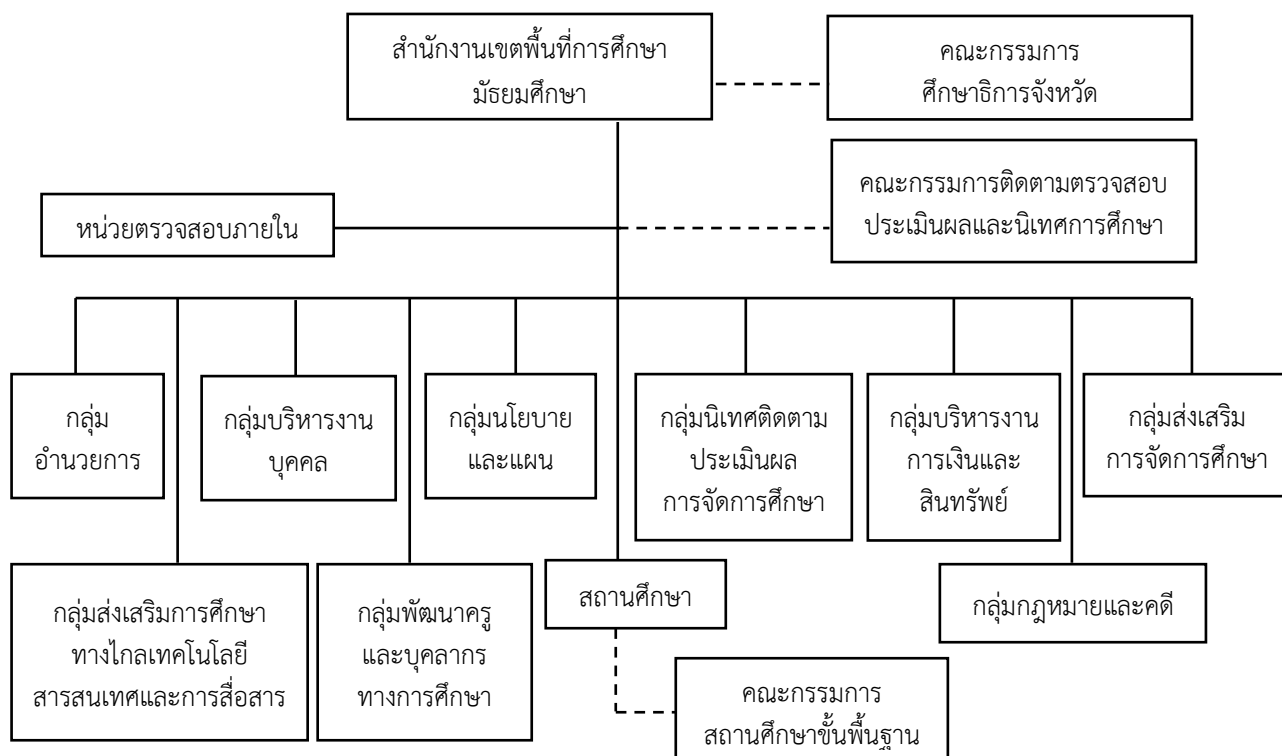 สำนักงานเขตพื้นที่การศึกษา
มัธยมศึกษา
คณะกรรมการ
ศึกษาธิการจังหวัด
คณะกรรมการติดตามตรวจสอบ
ประเมินผลและนิเทศการศึกษา
หน่วยตรวจสอบภายใน
กลุ่ม
อำนวยการ
กลุ่มบริหารงาน
บุคคล
กลุ่มนโยบาย
และแผน
กลุ่มนิเทศติดตาม
ประเมินผล
การจัดการศึกษา
กลุ่มบริหารงาน
การเงินและ
สินทรัพย์
กลุ่มส่งเสริม
การจัดการศึกษา
กลุ่มส่งเสริมการศึกษา
ทางไกลเทคโนโลยี
สารสนเทศและการสื่อสาร
กลุ่มพัฒนาครู
และบุคลากร
ทางการศึกษา
สถานศึกษา
กลุ่มกฎหมายและคดี
คณะกรรมการ
สถานศึกษาขั้นพื้นฐาน